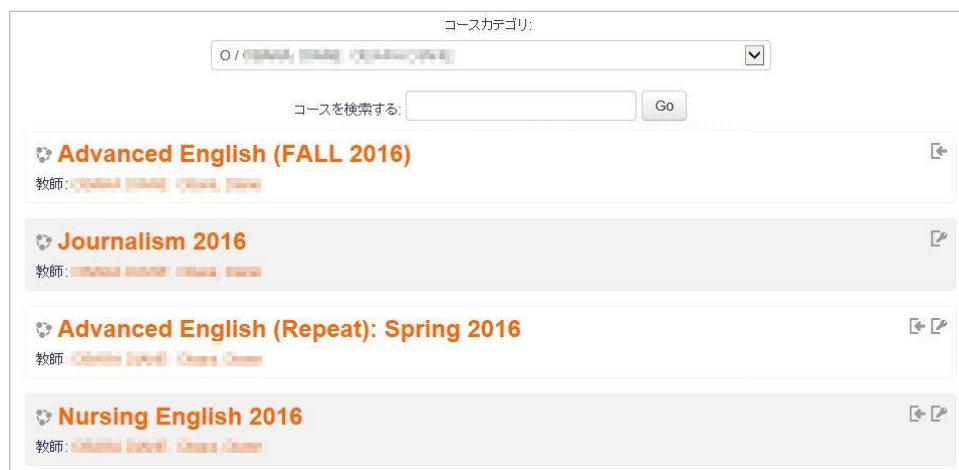 コースカテゴリ:
O /
コースを検索する: Go
Advanced English (FALL 2016)
教師:
Journalism 2016
教師:
Advanced English (Repeat): Spring 2016
教師:
Nursing English 2016
教師: